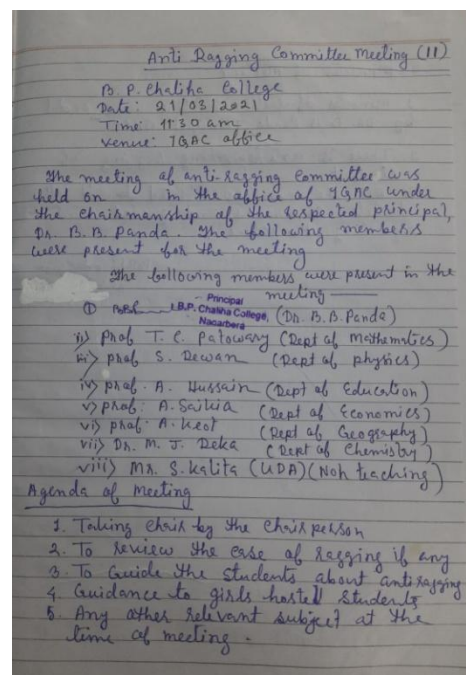 Anti Ragging Committee Meeting (11)
B. P. Chaliha College
Date: 21/03/2021
Time: 11:30 am
Venue: IQAC office
The meeting of anti-ragging committee was
held on in the office of IQAC under
the chairmanship of the respected principal,
Dr. B.B. Panda. The following members
were present for the meeting
The following members were present in the
meeting —
Principal
① B.P. Chaliha College, (Dr. B.B. Panda)
Nagarbera
ii) Prof T. C. Patowary (Dept of Mathematics)
iii) Prof S. Dewan (Dept of physics)
iv) Prof. A. Hussain (Dept of Education)
v) Prof. A. Saikia (Dept of Economics)
vi) Prof. A. Keot (Dept of Geography)
vii) Dr. M. J. Deka (Dept of Chemistry)
viii) Mr. S. Kalita (UDA) (Non teaching)
Agenda of Meeting
1. Taking chair by the Chairperson
2. To review the case of ragging if any
3. To Guide the students about antiragging
4. Guidance to girls hostell students
5. Any other relevant subject at the
time of meeting.